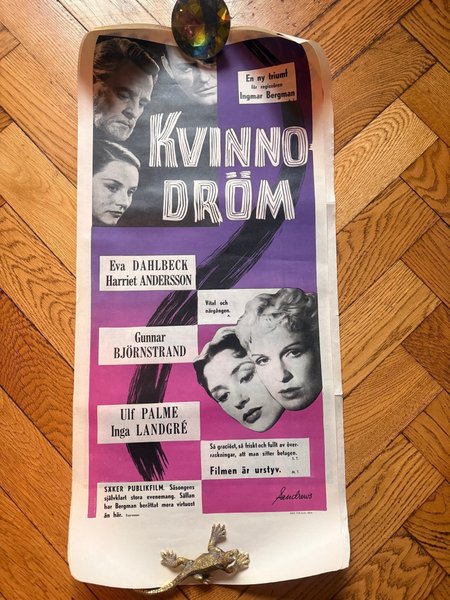 En ny triumf
för regissören
Ingmar Bergman
KVINNO-
DRÖM
Eva DAHLBECK
Harriet ANDERSSON
Vital och
närgången.
Gunnar
BJÖRNSTRAND
Ulf PALME
Inga LANDGRÉ
Så graciöst, så friskt och fullt av över-
raskningar, att man sitter betagen.
Filmen är urstyv.
SÄKER PUBLIKFILM. Säsongens
självklart stora evenemang. Sällan
har Bergman berättat mera virtuost
än här. Expressen
Sandrews